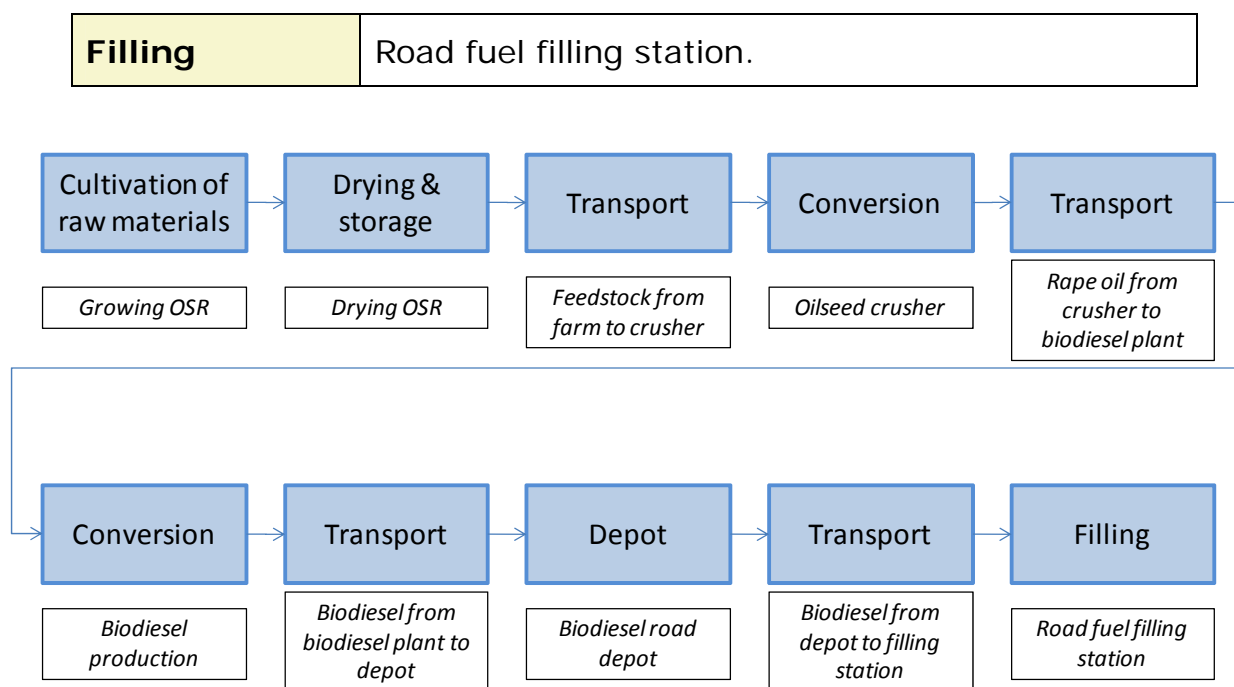 Filling
Road fuel filling station.
Cultivation of
raw materials
Drying &
storage
Transport
Conversion
Transport
Growing OSR
Drying OSR
Feedstock from
farm to crusher
Oilseed crusher
Rape oil from
crusher to
biodiesel plant
Conversion
Transport
Depot
Transport
Filling
Biodiesel
production
Biodiesel from
biodiesel plant to
depot
Biodiesel road
depot
Biodiesel from
depot to filling
station
Road fuel filling
station